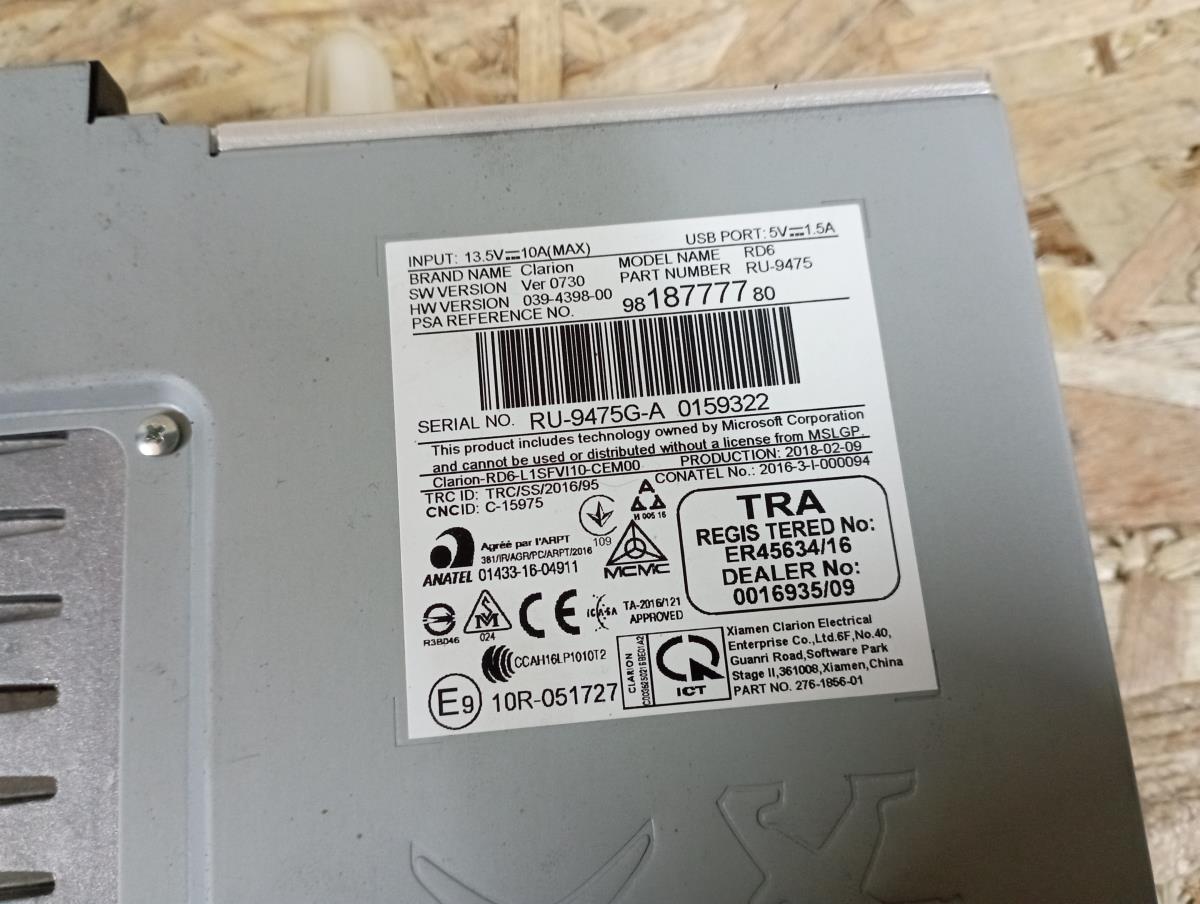 INPUT: 13.5V⎓10A(MAX) USB PORT: 5V⎓1.5A
BRAND NAME Clarion MODEL NAME RD6
SW VERSION Ver 0730 PART NUMBER RU-9475
HW VERSION 039-4398-00
PSA REFERENCE NO. 98 187777 80
SERIAL NO. RU-9475G-A 0159322
This product includes technology owned by Microsoft Corporation
and cannot be used or distributed without a license from MSLGP.
Clarion-RD6-L1SFVI10-CEM00 PRODUCTION: 2018-02-09
TRC ID: TRC/SS/2016/95 CONATEL No.: 2016-3-I-000094
CNCID: C-15975
109
H 005 16
TRA
REGISTERED No:
ER45634/16
DEALER No:
0016935/09
Agréé par l'ARPT
381/IR/AGR/PC/ARPT/2016
ANATEL 01433-16-04911
MCMC
R3BD46
024
CE
ICASA
TA-2016/121
APPROVED
CCAH16LP1010T2
E9 10R-051727
CLARION
ICT
Xiamen Clarion Electrical
Enterprise Co.,Ltd.6F,No.40,
Guanri Road,Software Park
Stage II,361008,Xiamen,China
PART NO. 276-1856-01